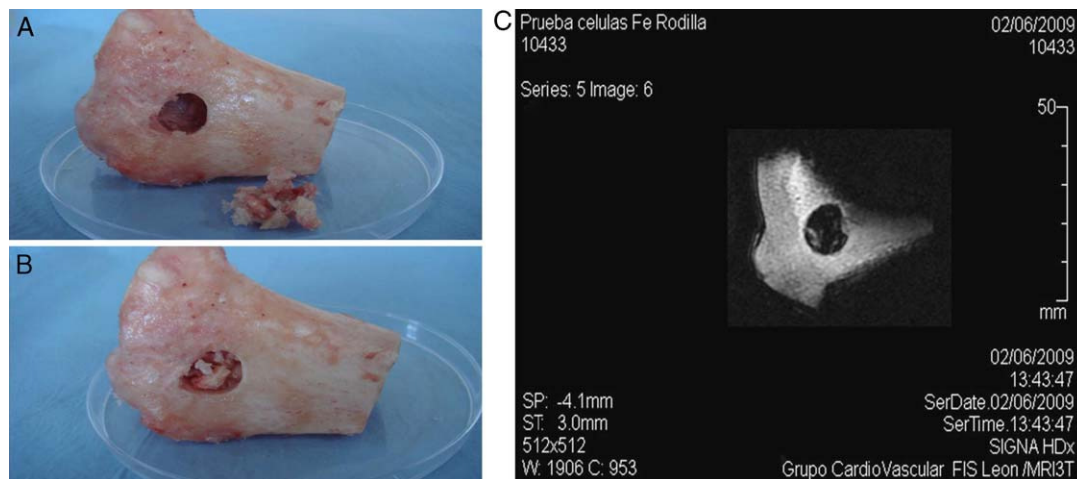 A
B
C
Prueba celulas Fe Rodilla
10433
02/06/2009
10433
Series: 5 Image: 6
50
mm
02/06/2009
13:43:47
SP: -4.1mm
SerDate.02/06/2009
ST: 3.0mm
SerTime.13:43:47
512x512
SIGNA HDx
W: 1906 C: 953
Grupo CardioVascular FIS Leon /MRI3T